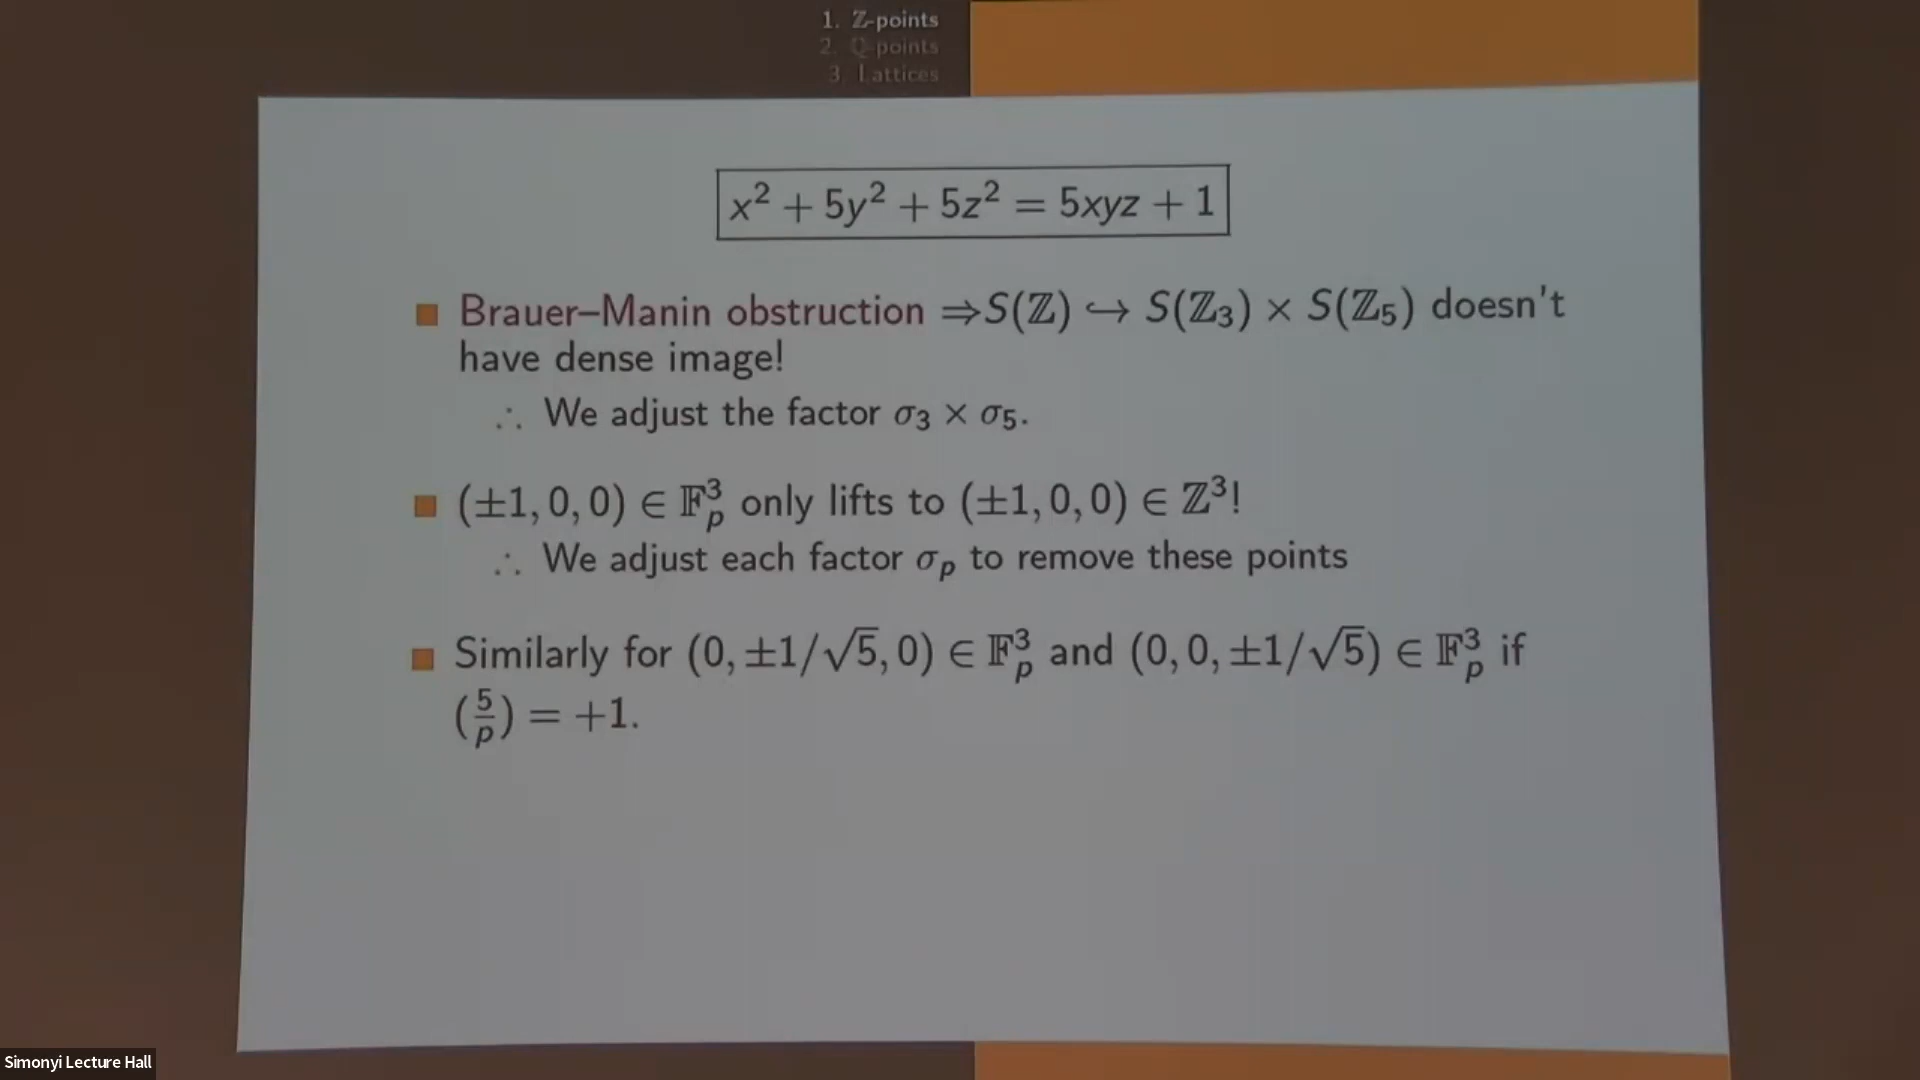 1. ℤ-points
2. ℚ-points
3. Lattices
x² + 5y² + 5z² = 5xyz + 1
■ Brauer–Manin obstruction ⇒S(ℤ) ↪ S(ℤ₃) × S(ℤ₅) doesn't
have dense image!
∴ We adjust the factor σ₃ × σ₅.
■ (±1, 0, 0) ∈ 𝔽ₚ³ only lifts to (±1, 0, 0) ∈ ℤ³!
∴ We adjust each factor σₚ to remove these points
■ Similarly for (0, ±1/√5, 0) ∈ 𝔽ₚ³ and (0, 0, ±1/√5) ∈ 𝔽ₚ³ if
(5/p) = +1.
Simonyi Lecture Hall